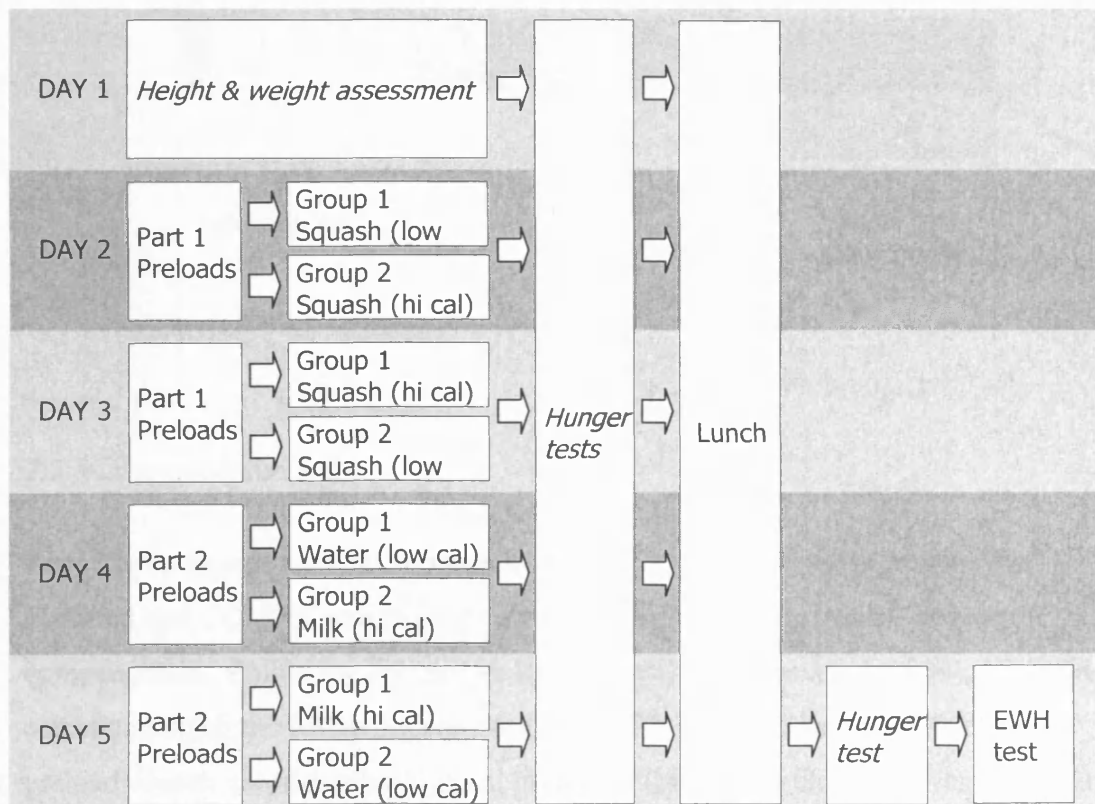 DAY 1
Height & weight assessment
DAY 2
Part 1
Preloads
Group 1
Squash (low
Group 2
Squash (hi cal)
DAY 3
Part 1
Preloads
Group 1
Squash (hi cal)
Group 2
Squash (low
Hunger
tests
Lunch
DAY 4
Part 2
Preloads
Group 1
Water (low cal)
Group 2
Milk (hi cal)
DAY 5
Part 2
Preloads
Group 1
Milk (hi cal)
Group 2
Water (low cal)
Hunger
test
EWH
test